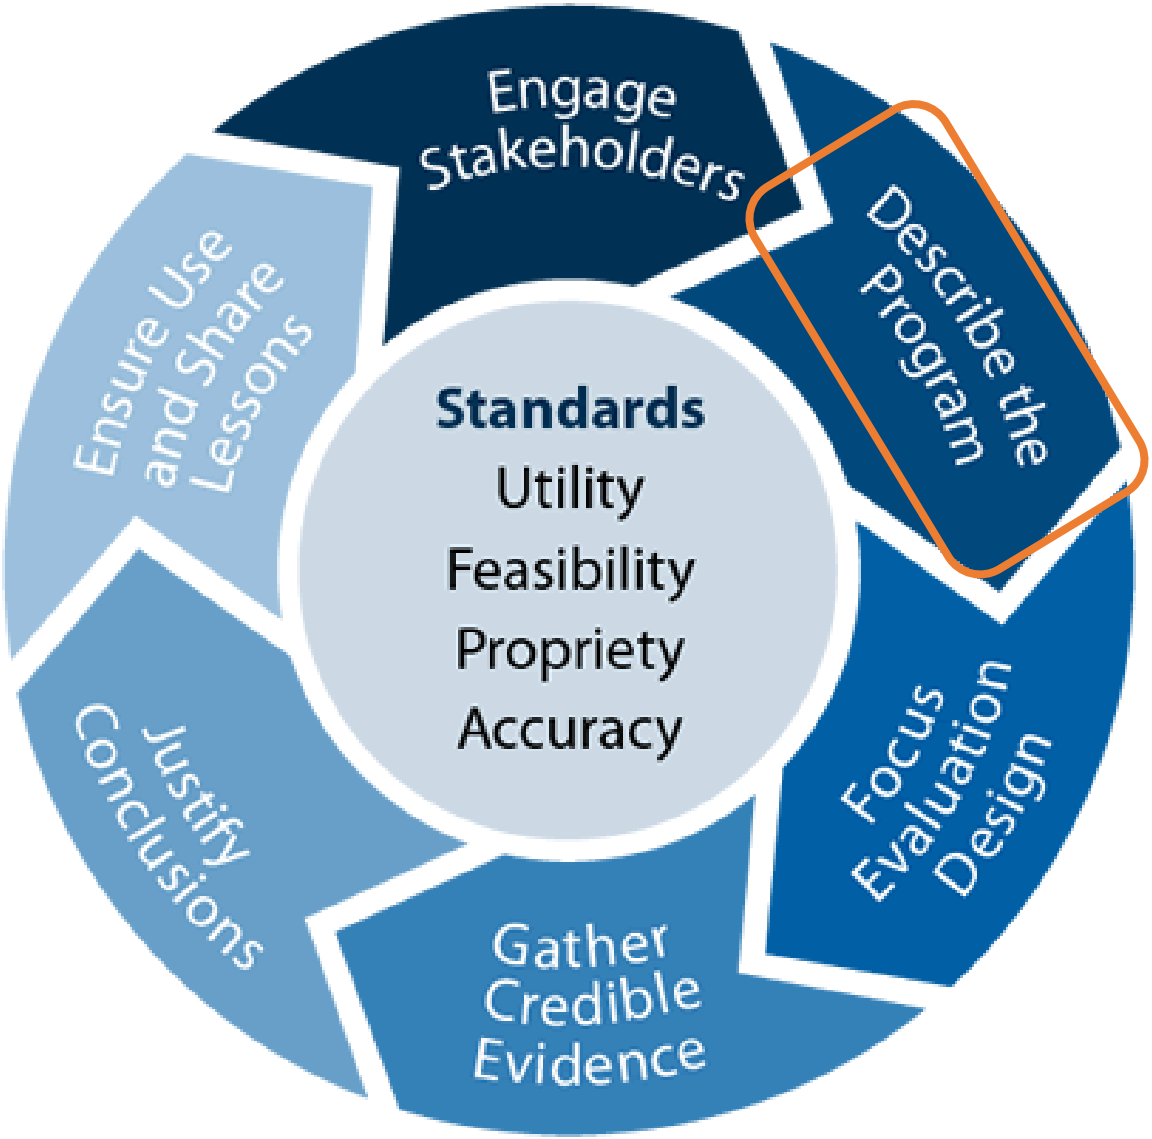 Engage
Stakeholders
Describe the
Program
Focus
Evaluation
Design
Gather
Credible
Evidence
Justify
Conclusions
Ensure Use
and Share
Lessons
Standards
Utility
Feasibility
Propriety
Accuracy